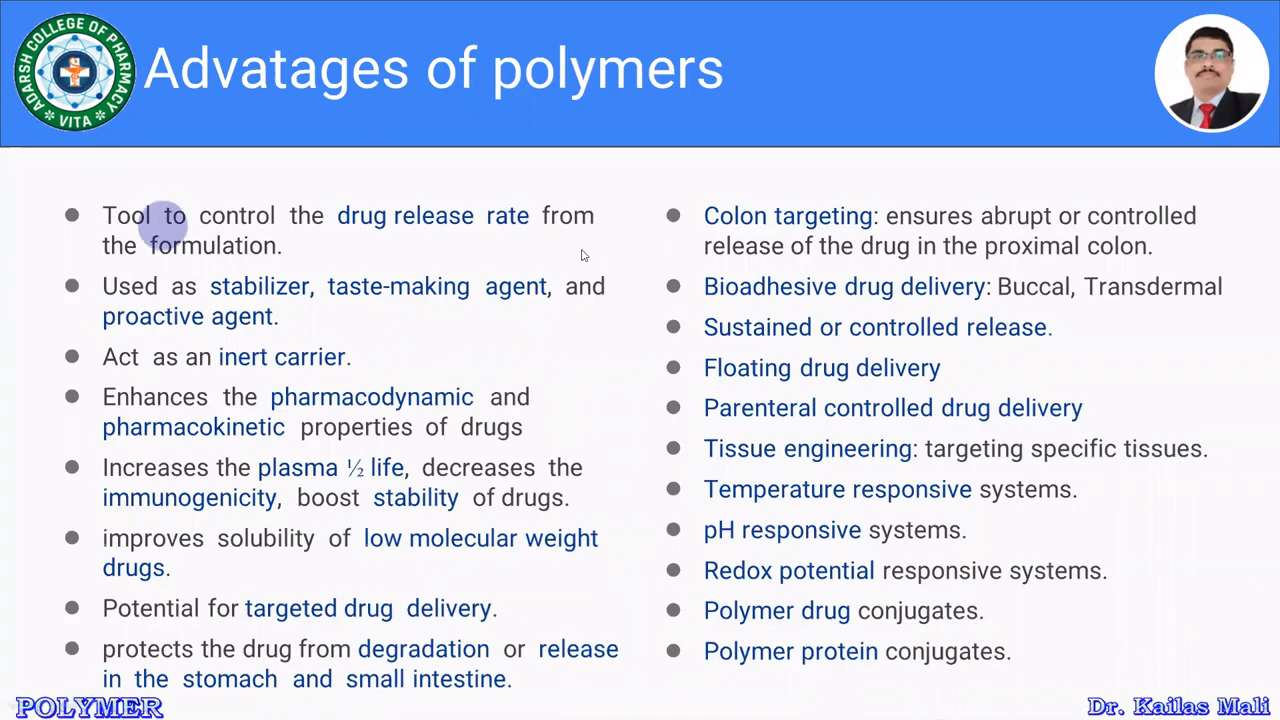 ADARSH COLLEGE OF PHARMACY
VITA
Advatages of polymers
Tool to control the drug release rate from
the formulation.
Used as stabilizer, taste-making agent, and
proactive agent.
Act as an inert carrier.
Enhances the pharmacodynamic and
pharmacokinetic properties of drugs
Increases the plasma ½ life, decreases the
immunogenicity, boost stability of drugs.
improves solubility of low molecular weight
drugs.
Potential for targeted drug delivery.
protects the drug from degradation or release
in the stomach and small intestine.
Colon targeting: ensures abrupt or controlled
release of the drug in the proximal colon.
Bioadhesive drug delivery: Buccal, Transdermal
Sustained or controlled release.
Floating drug delivery
Parenteral controlled drug delivery
Tissue engineering: targeting specific tissues.
Temperature responsive systems.
pH responsive systems.
Redox potential responsive systems.
Polymer drug conjugates.
Polymer protein conjugates.
POLYMER
Dr. Kailas Mali